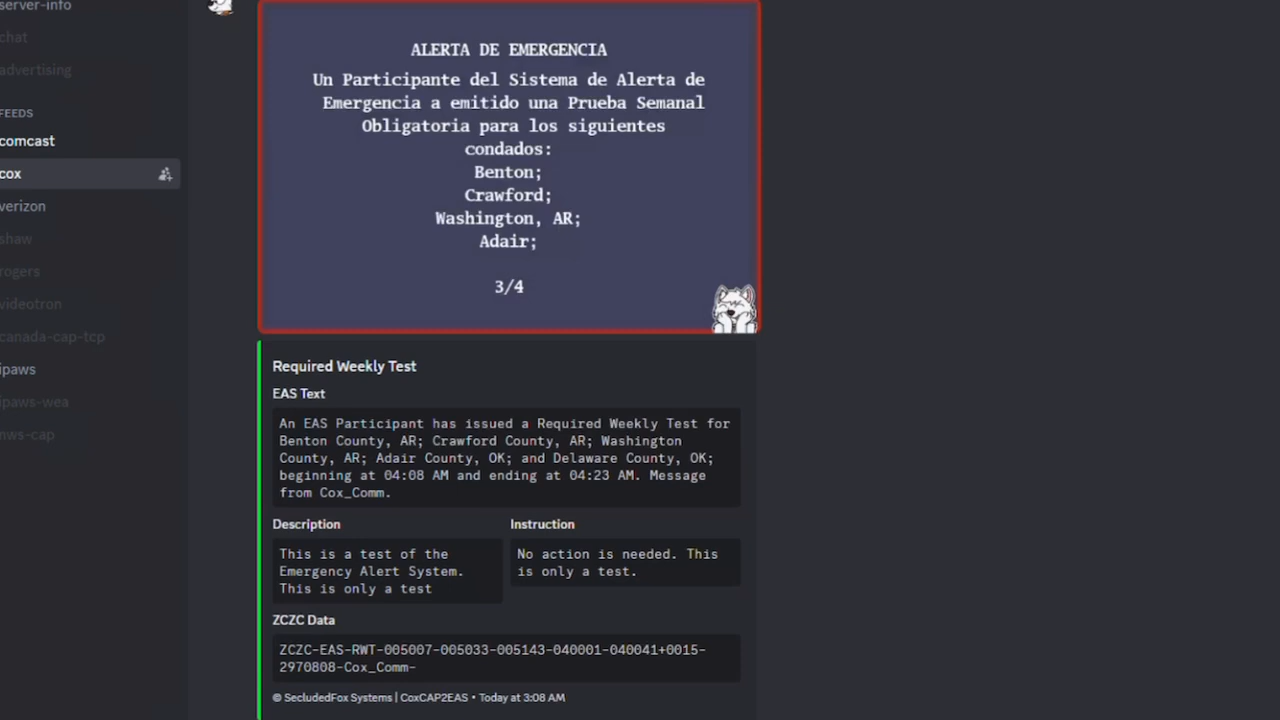 server-info
chat
advertising
FEEDS
comcast
cox
verizon
shaw
rogers
videotron
canada-cap-tcp
ipaws
ipaws-wea
nws-cap
ALERTA DE EMERGENCIA
Un Participante del Sistema de Alerta de
Emergencia a emitido una Prueba Semanal
Obligatoria para los siguientes
condados:
Benton;
Crawford;
Washington, AR;
Adair;
3/4
Required Weekly Test
EAS Text
An EAS Participant has issued a Required Weekly Test for
Benton County, AR; Crawford County, AR; Washington
County, AR; Adair County, OK; and Delaware County, OK;
beginning at 04:08 AM and ending at 04:23 AM. Message
from Cox_Comm.
Description
This is a test of the
Emergency Alert System.
This is only a test
Instruction
No action is needed. This
is only a test.
ZCZC Data
ZCZC-EAS-RWT-005007-005033-005143-040001-040041+0015-
2970808-Cox_Comm-
© SecludedFox Systems | CoxCAP2EAS • Today at 3:08 AM